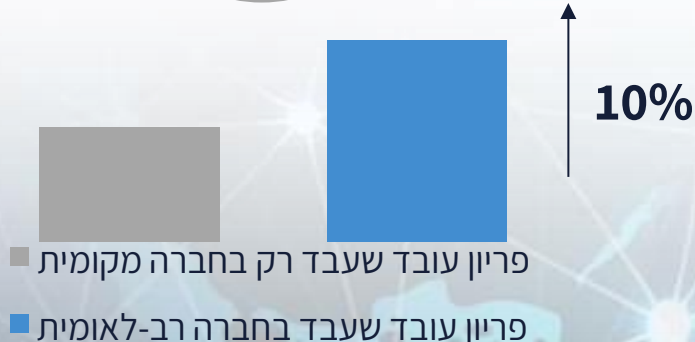 10%
פריון עובד שעבד רק בחברה מקומית
פריון עובד שעבד בחברה רב-לאומית